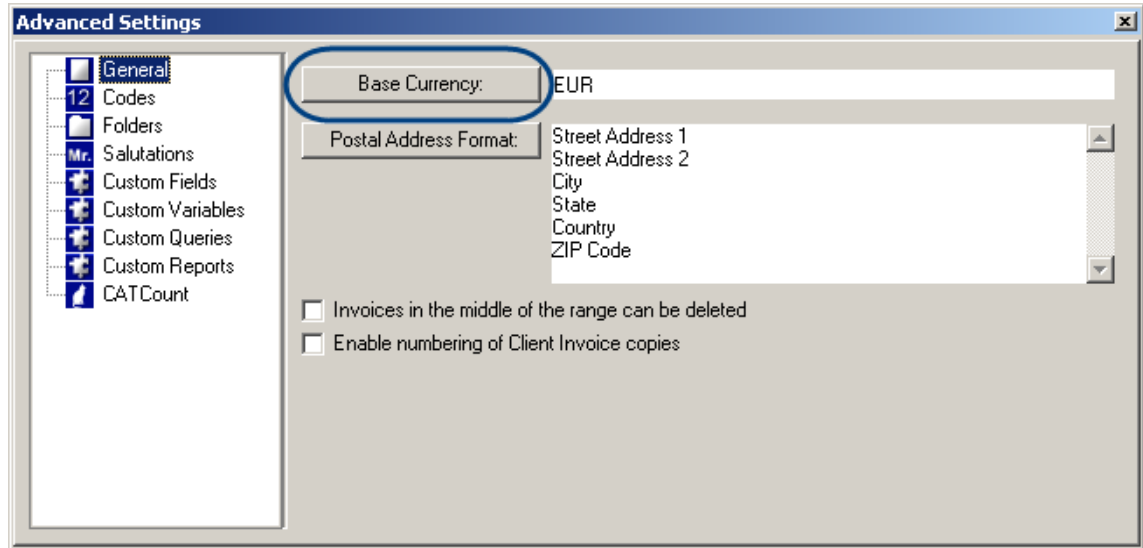 Advanced Settings
General
12 Codes
Folders
Mr. Salutations
Custom Fields
Custom Variables
Custom Queries
Custom Reports
CATCount
Base Currency: EUR
Postal Address Format: Street Address 1
Street Address 2
City
State
Country
ZIP Code
Invoices in the middle of the range can be deleted
Enable numbering of Client Invoice copies